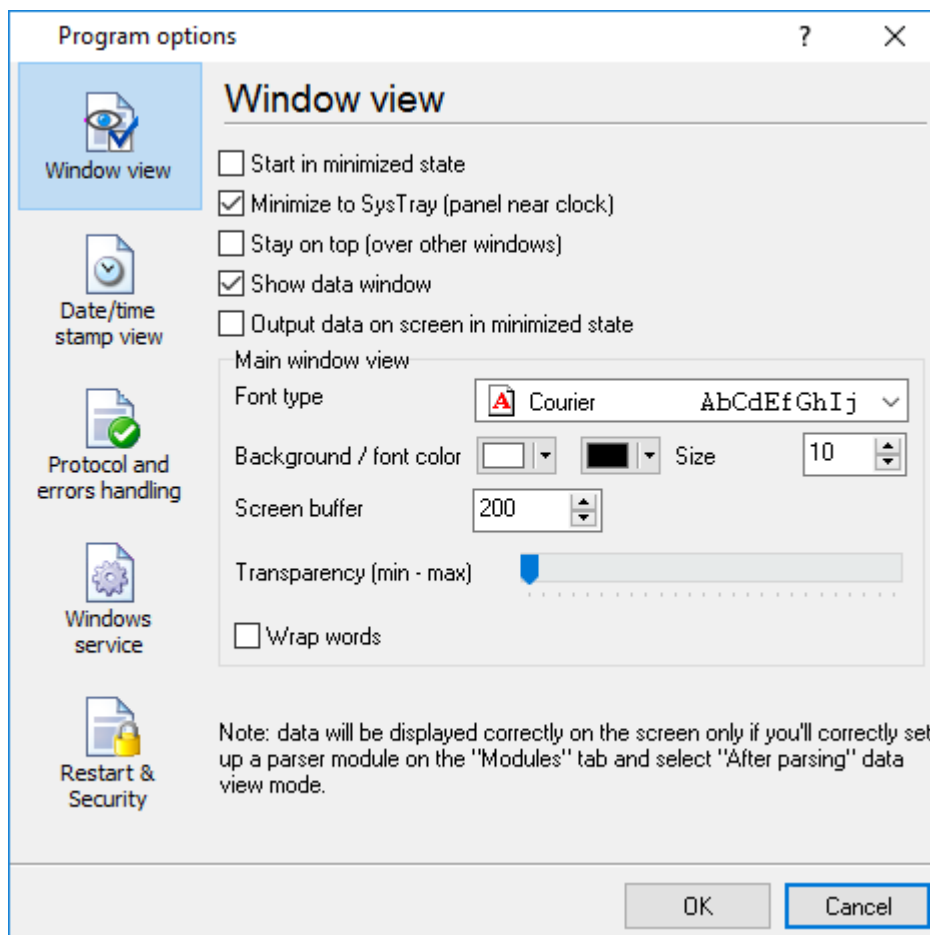 Program options
?
Window view
Date/time
stamp view
Protocol and
errors handling
Windows
service
Restart &
Security
Window view
Start in minimized state
Minimize to SysTray (panel near clock)
Stay on top (over other windows)
Show data window
Output data on screen in minimized state
Main window view
Font type A Courier AbCdEfGhIj
Background / font color Size 10
Screen buffer 200
Transparency (min - max)
Wrap words
Note: data will be displayed correctly on the screen only if you'll correctly set
up a parser module on the "Modules" tab and select "After parsing" data
view mode.
OK Cancel